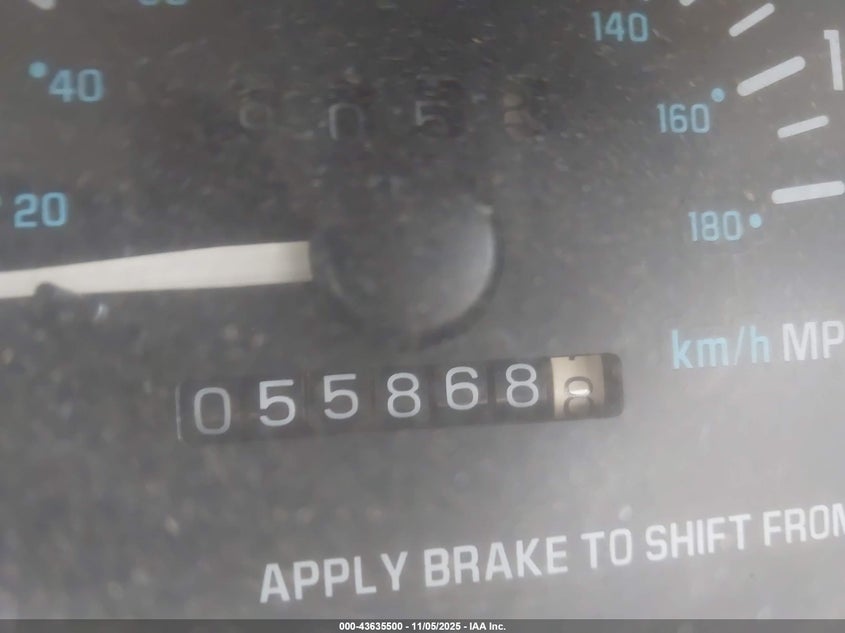 140
40
160
20
180
km/h MP
0558688
APPLY BRAKE TO SHIFT FROM
000-43635500 - 11/05/2025 - IAA Inc.